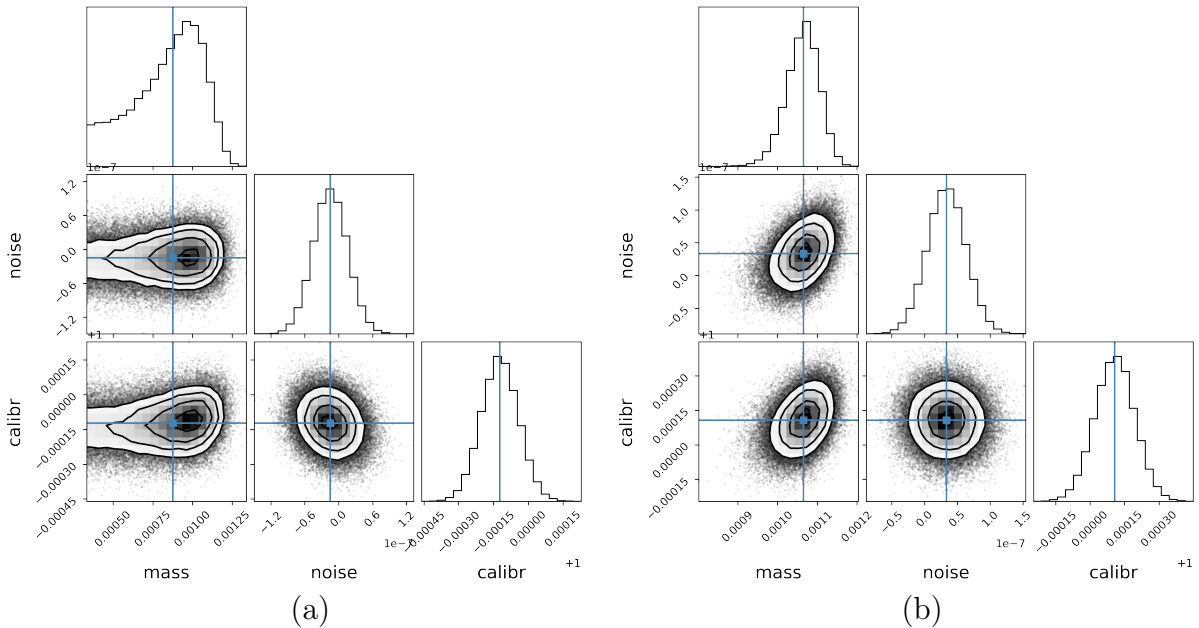 1e−7
1e−7
1.2
0.6
0.0
−0.6
−1.2
noise
1.5
1.0
0.5
0.0
−0.5
noise
+1
+1
0.00015
0.00000
−0.00015
−0.00030
−0.00045
calibr
0.00030
0.00015
0.00000
−0.00015
calibr
0.00050 0.00075 0.00100 0.00125
−1.2 −0.6 0.0 0.6 1.2
−0.00045 −0.00030 −0.00015 0.00000 0.00015
0.0009 0.0010 0.0011 0.0012
−0.5 0.0 0.5 1.0 1.5
−0.00015 0.00000 0.00015 0.00030
1e−7
1e−7
+1
+1
mass noise calibr
mass noise calibr
(a) (b)